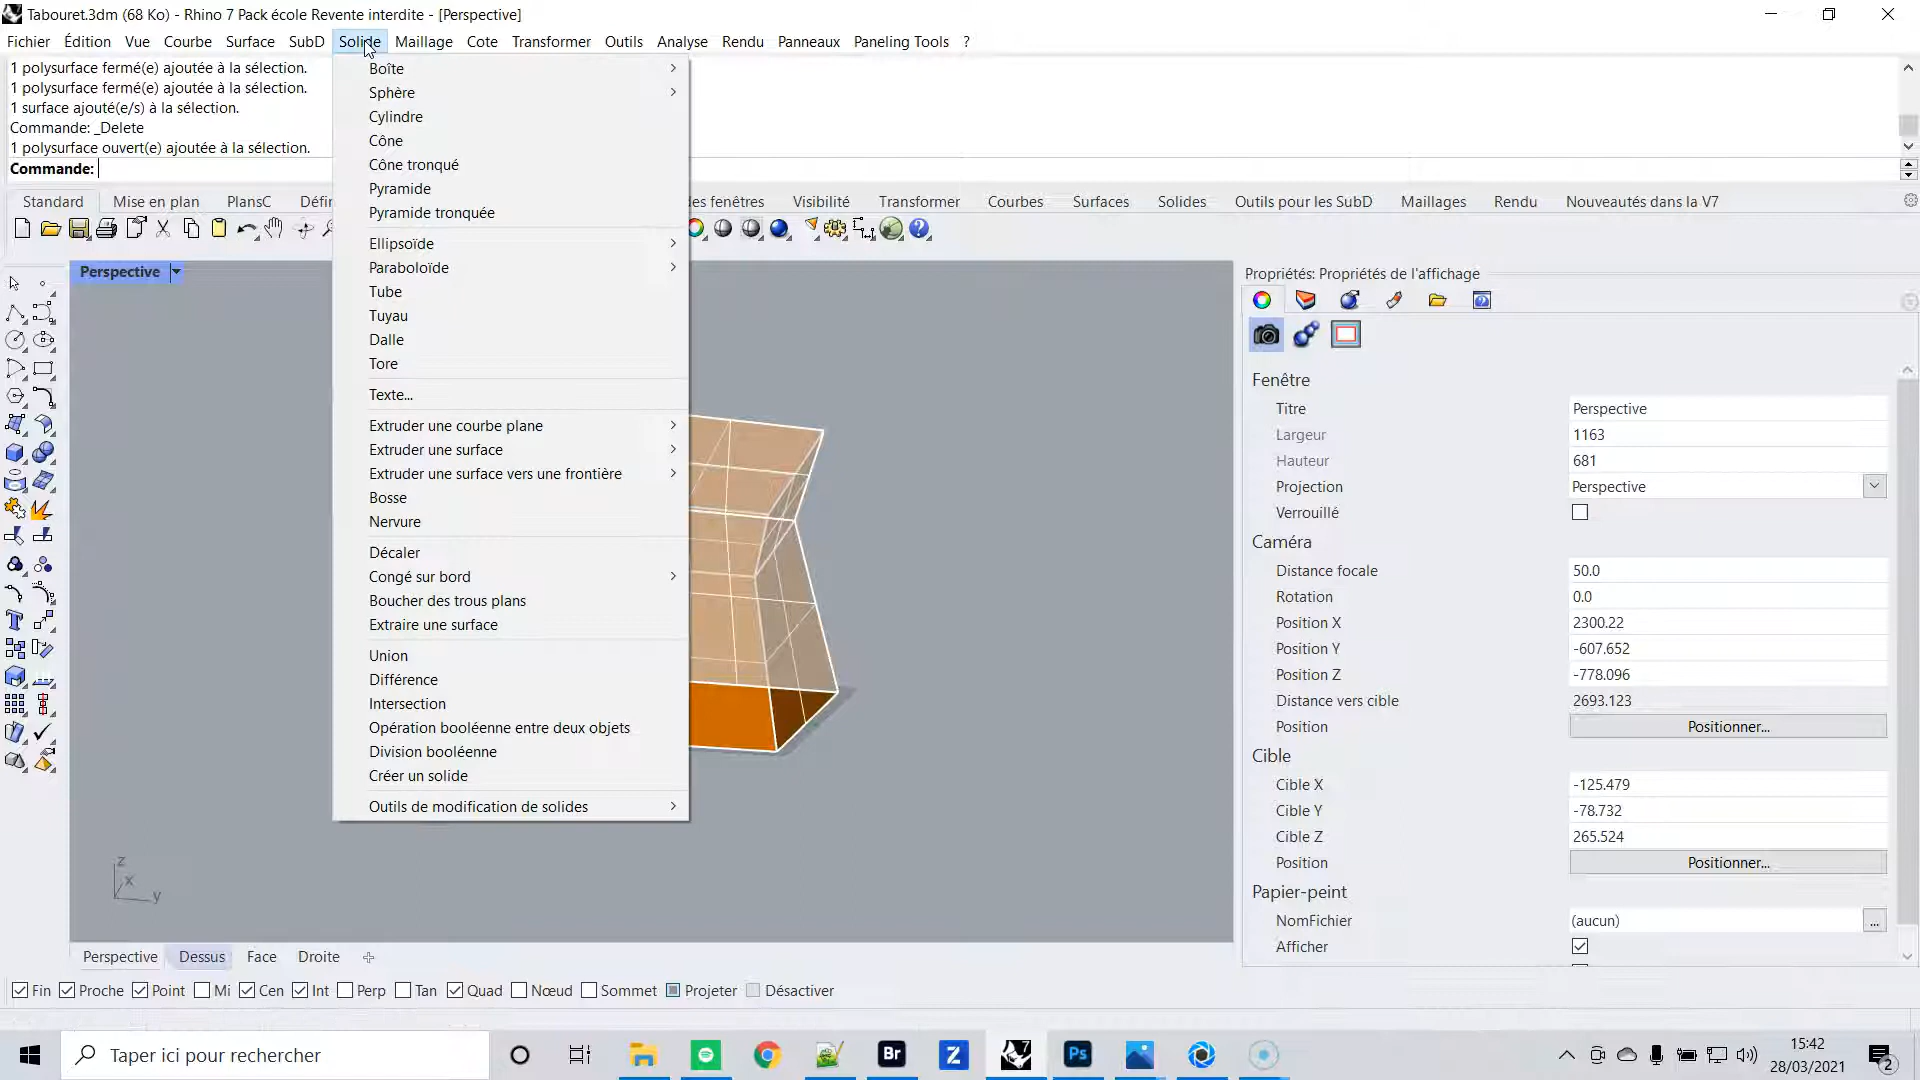 Tabouret.3dm (68 Ko) - Rhino 7 Pack école Revente interdite - [Perspective]
Fichier Édition Vue Courbe Surface SubD Solide Maillage Cote Transformer Outils Analyse Rendu Panneaux Paneling Tools ?
1 polysurface fermé(e) ajoutée à la sélection.
1 polysurface fermé(e) ajoutée à la sélection.
1 surface ajouté(e/s) à la sélection.
Commande: _Delete
1 polysurface ouvert(e) ajoutée à la sélection.
Commande:
Standard Mise en plan PlansC Défin des fenêtres Visibilité Transformer Courbes Surfaces Solides Outils pour les SubD Maillages Rendu Nouveautés dans la V7
Perspective
Boîte
Sphère
Cylindre
Cône
Cône tronqué
Pyramide
Pyramide tronquée
Ellipsoïde
Paraboloïde
Tube
Tuyau
Dalle
Tore
Texte...
Extruder une courbe plane
Extruder une surface
Extruder une surface vers une frontière
Bosse
Nervure
Décaler
Congé sur bord
Boucher des trous plans
Extraire une surface
Union
Différence
Intersection
Opération booléenne entre deux objets
Division booléenne
Créer un solide
Outils de modification de solides
z
x
y
Propriétés: Propriétés de l'affichage
Fenêtre
Titre Perspective
Largeur 1163
Hauteur 681
Projection Perspective
Verrouillé
Caméra
Distance focale 50.0
Rotation 0.0
Position X 2300.22
Position Y -607.652
Position Z -778.096
Distance vers cible 2693.123
Position Positionner...
Cible
Cible X -125.479
Cible Y -78.732
Cible Z 265.524
Position Positionner...
Papier-peint
NomFichier (aucun) ...
Afficher
Perspective Dessus Face Droite
Fin Proche Point Mi Cen Int Perp Tan Quad Nœud Sommet Projeter Désactiver
Taper ici pour rechercher
Br Z Ps
15:42
28/03/2021
2